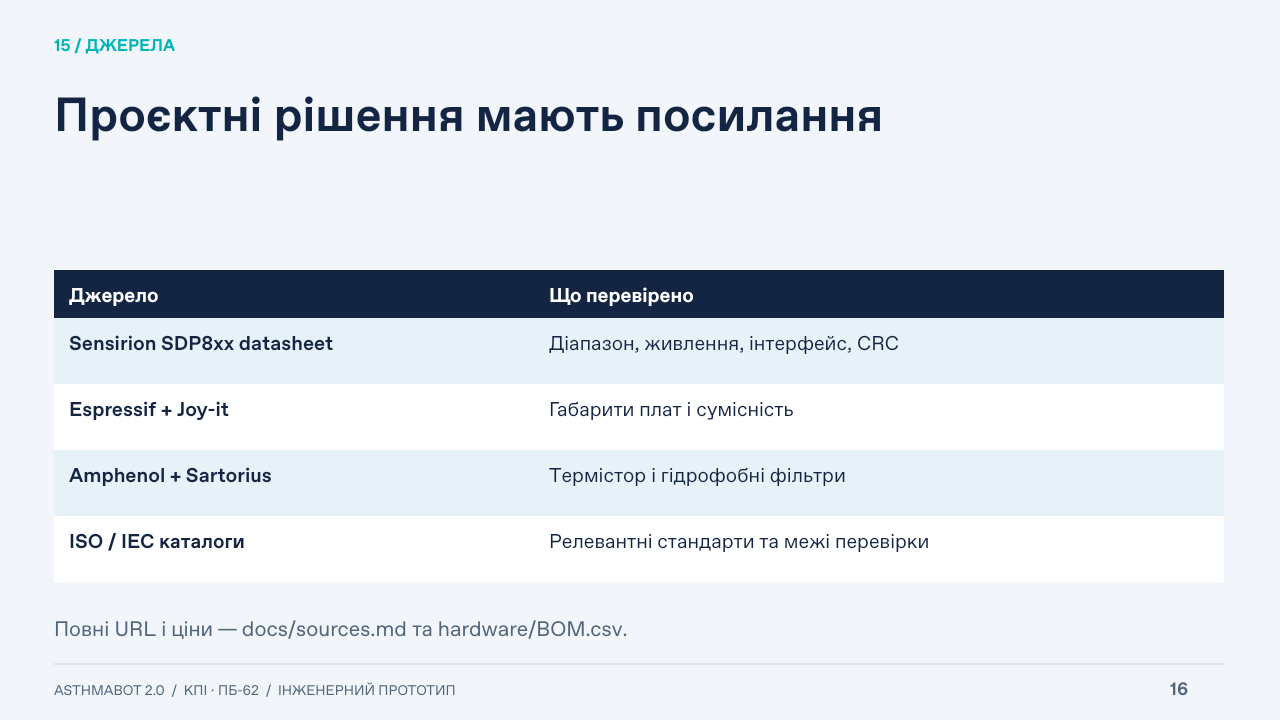 15 / ДЖЕРЕЛА
Проєктні рішення мають посилання
Джерело Що перевірено
Sensirion SDP8xx datasheet Діапазон, живлення, інтерфейс, CRC
Espressif + Joy-it Габарити плат і сумісність
Amphenol + Sartorius Термістор і гідрофобні фільтри
ISO / IEC каталоги Релевантні стандарти та межі перевірки
Повні URL і ціни — docs/sources.md та hardware/BOM.csv.
ASTHMABOT 2.0 / КПІ · ПБ-62 / ІНЖЕНЕРНИЙ ПРОТОТИП 16